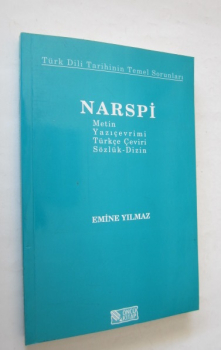 Türk Dili Tarihinin Temel Sorunları
NARSPİ
Metin
Yazıçevrimi
Türkçe Çeviri
Sözlük-Dizin
EMİNE YILMAZ